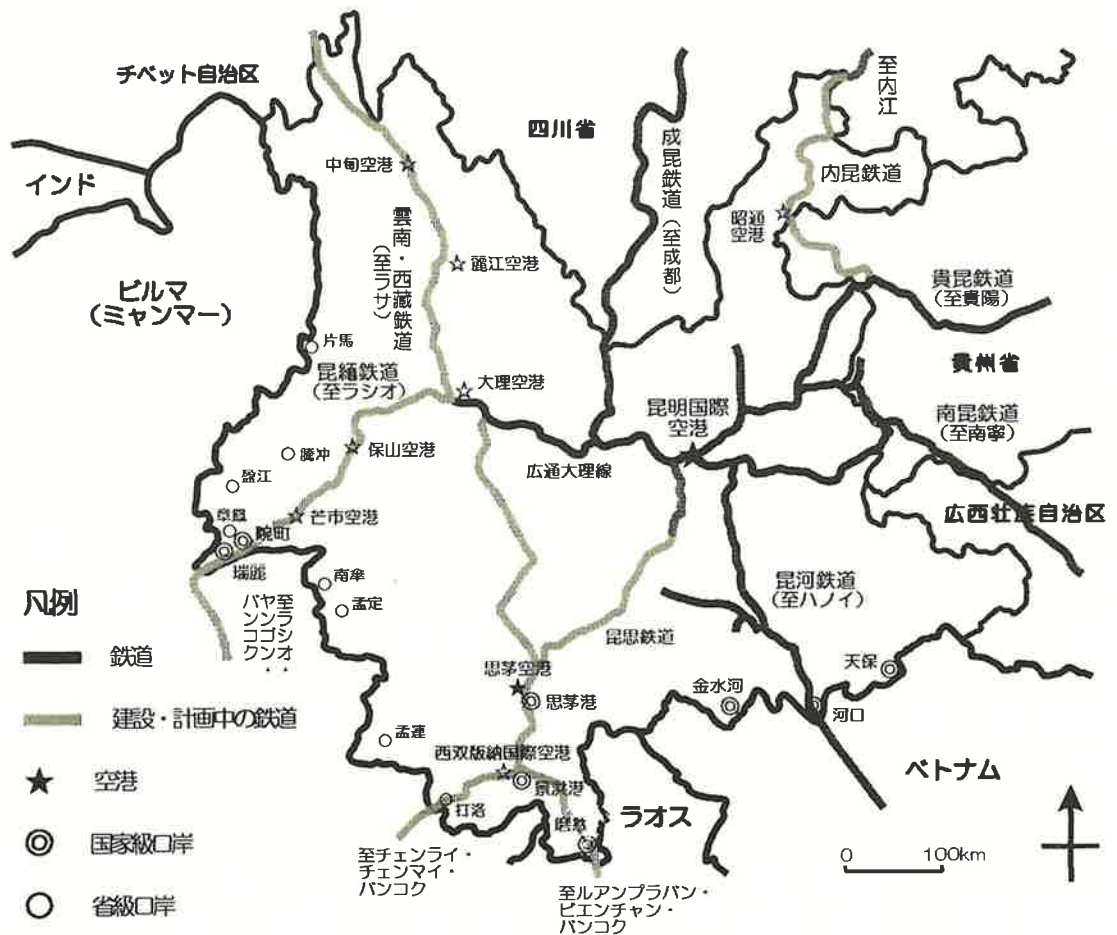 チベット自治区
インド
ビルマ
（ミャンマー）
四川省
中甸空港
麗江空港
雲南・西藏鉄道
（至ラサ）
成昆鉄道（至成都）
至内江
内昆鉄道
昭通
空港
貴昆鉄道
（至貴陽）
貴州省
片馬
昆緬鉄道
（至ラシオ）
大理空港
昆明国際
空港
南昆鉄道
（至南寧）
広通大理線
保山空港
騰冲
盈江
芒市空港
章鳳
畹町
瑞麗
広西壮族自治区
南傘
孟定
至ラシオ・
ヤンゴン・
バンコク
昆河鉄道
（至ハノイ）
昆思鉄道
思茅空港
思茅港
金水河
天保
河口
孟連
西双版納国際空港
景洪港
打洛
磨憨
ラオス
ベトナム
至チェンライ・
チェンマイ・
バンコク
至ルアンプラバン・
ビエンチャン・
バンコク
0 100km
凡例
鉄道
建設・計画中の鉄道
空港
国家級口岸
省級口岸